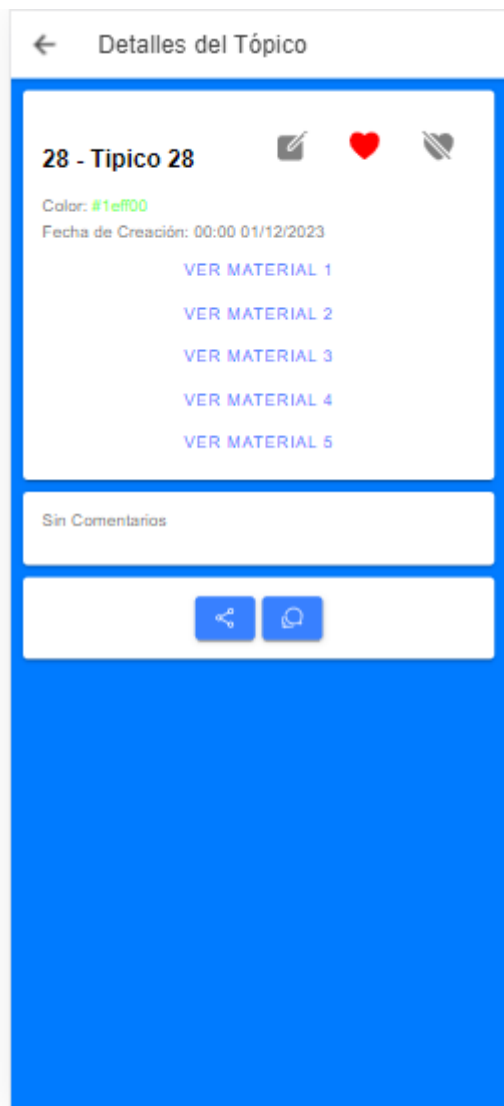 Detalles del Tópico
28 - Tipico 28
Color: #1eff00
Fecha de Creación: 00:00 01/12/2023
VER MATERIAL 1
VER MATERIAL 2
VER MATERIAL 3
VER MATERIAL 4
VER MATERIAL 5
Sin Comentarios